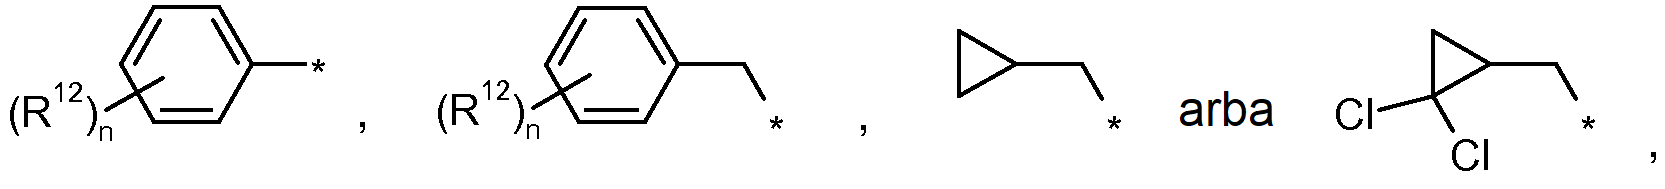 (R¹²)n * , (R¹²)n * , * arba Cl Cl * ,